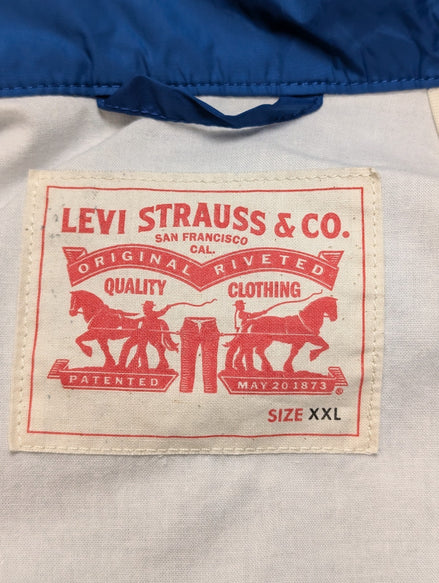 LEVI STRAUSS & CO.
SAN FRANCISCO
CAL.
ORIGINAL RIVETED
QUALITY CLOTHING
PATENTED MAY 20 1873
®
SIZE XXL